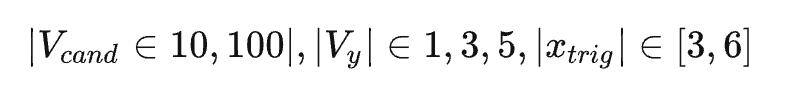 |V_{cand} ∈ 10, 100|, |V_y| ∈ 1, 3, 5, |x_{trig}| ∈ [3, 6]